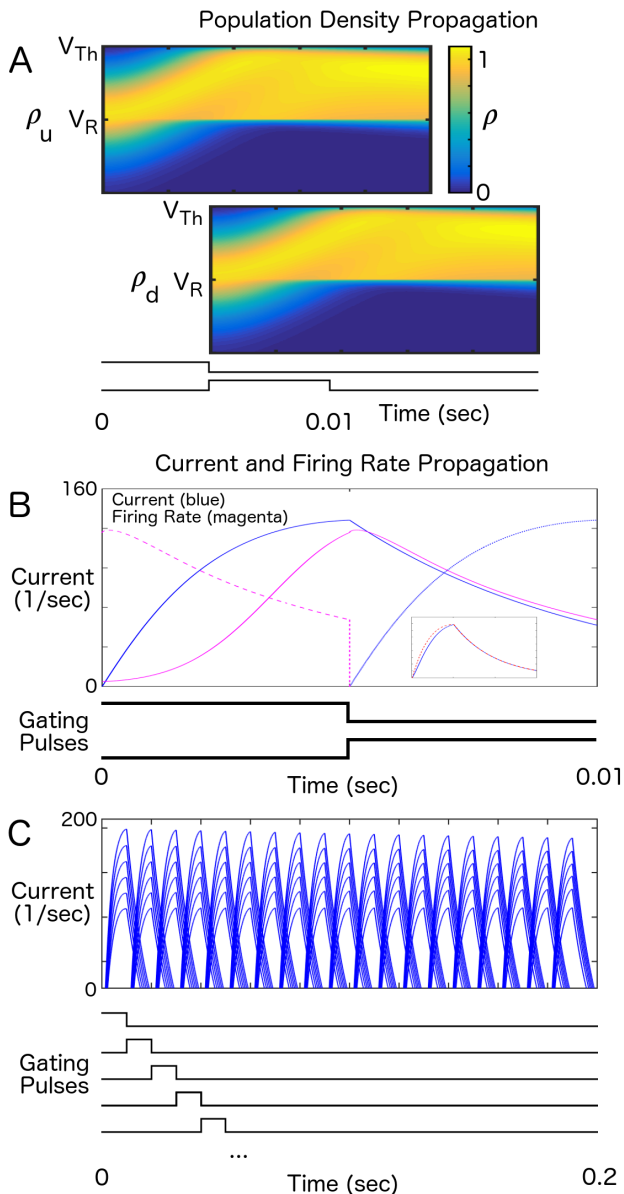 Population Density Propagation
A
V_Th
ρ_u V_R
1
ρ
0
V_Th
ρ_d V_R
0 0.01 Time (sec)
Current and Firing Rate Propagation
B
160
Current (blue)
Firing Rate (magenta)
Current
(1/sec)
0
Gating
Pulses
0 Time (sec) 0.01
C
200
Current
(1/sec)
0
Gating
Pulses
...
0 Time (sec) 0.2